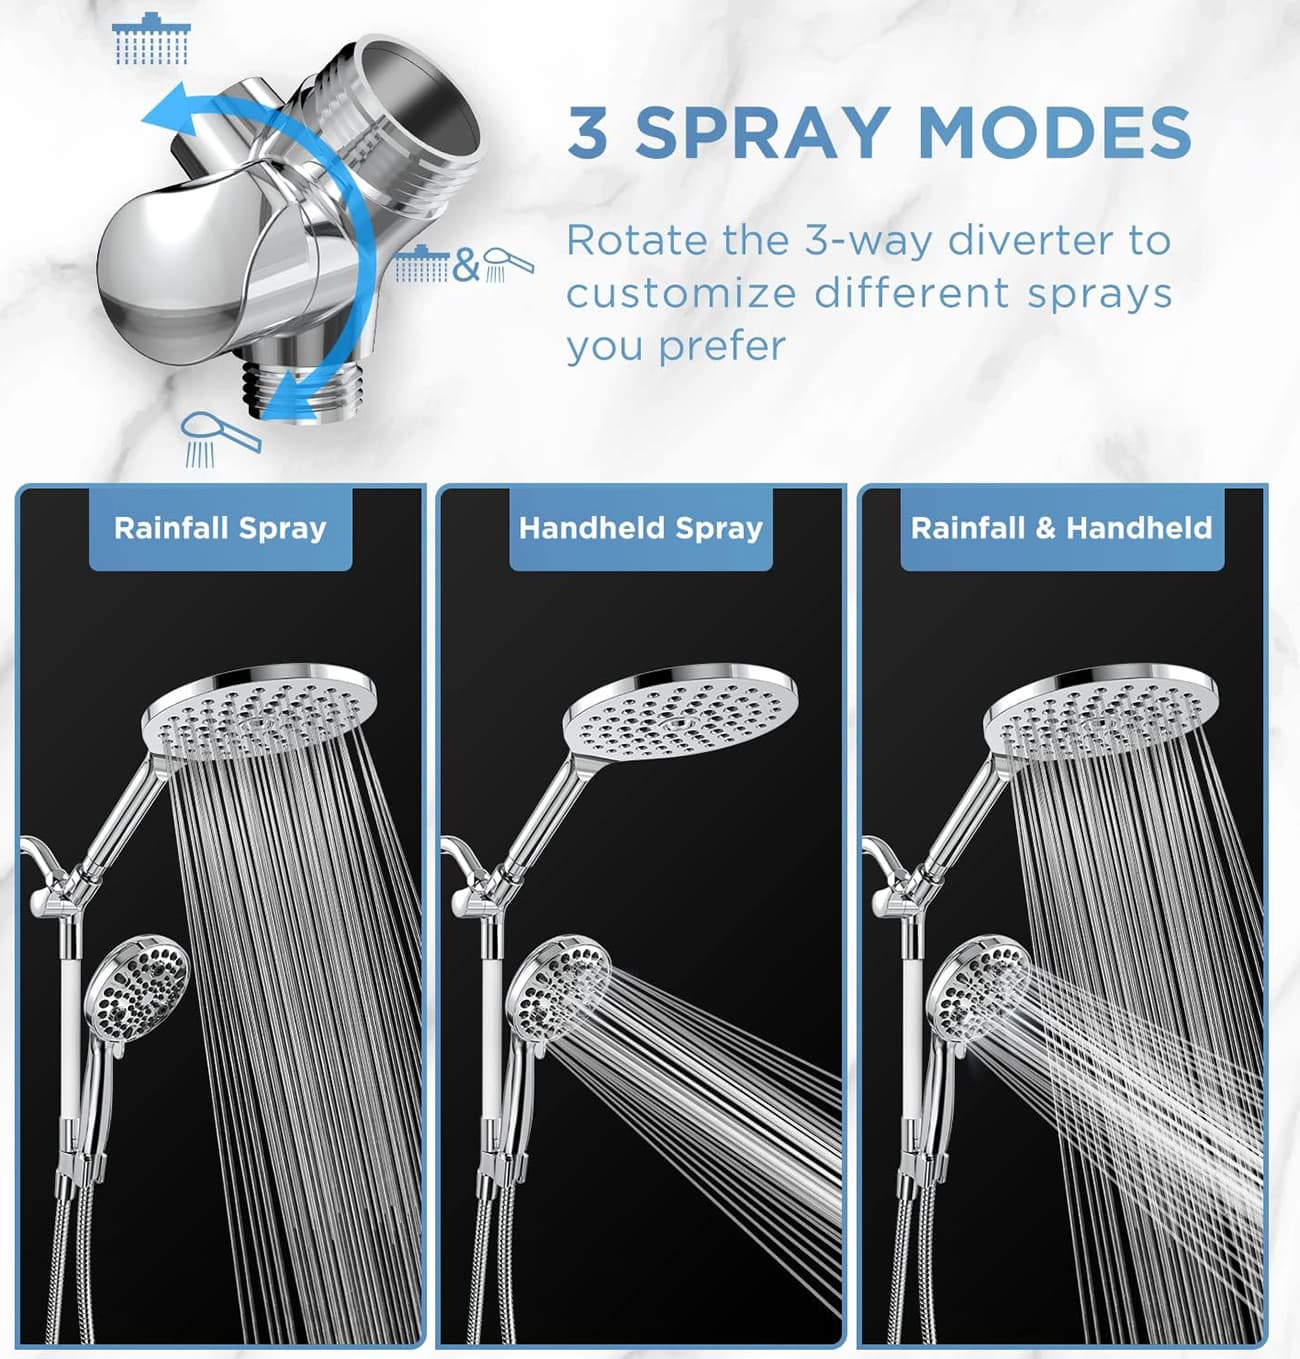 &
3 SPRAY MODES
Rotate the 3-way diverter to
customize different sprays
you prefer
Rainfall Spray
Handheld Spray
Rainfall & Handheld